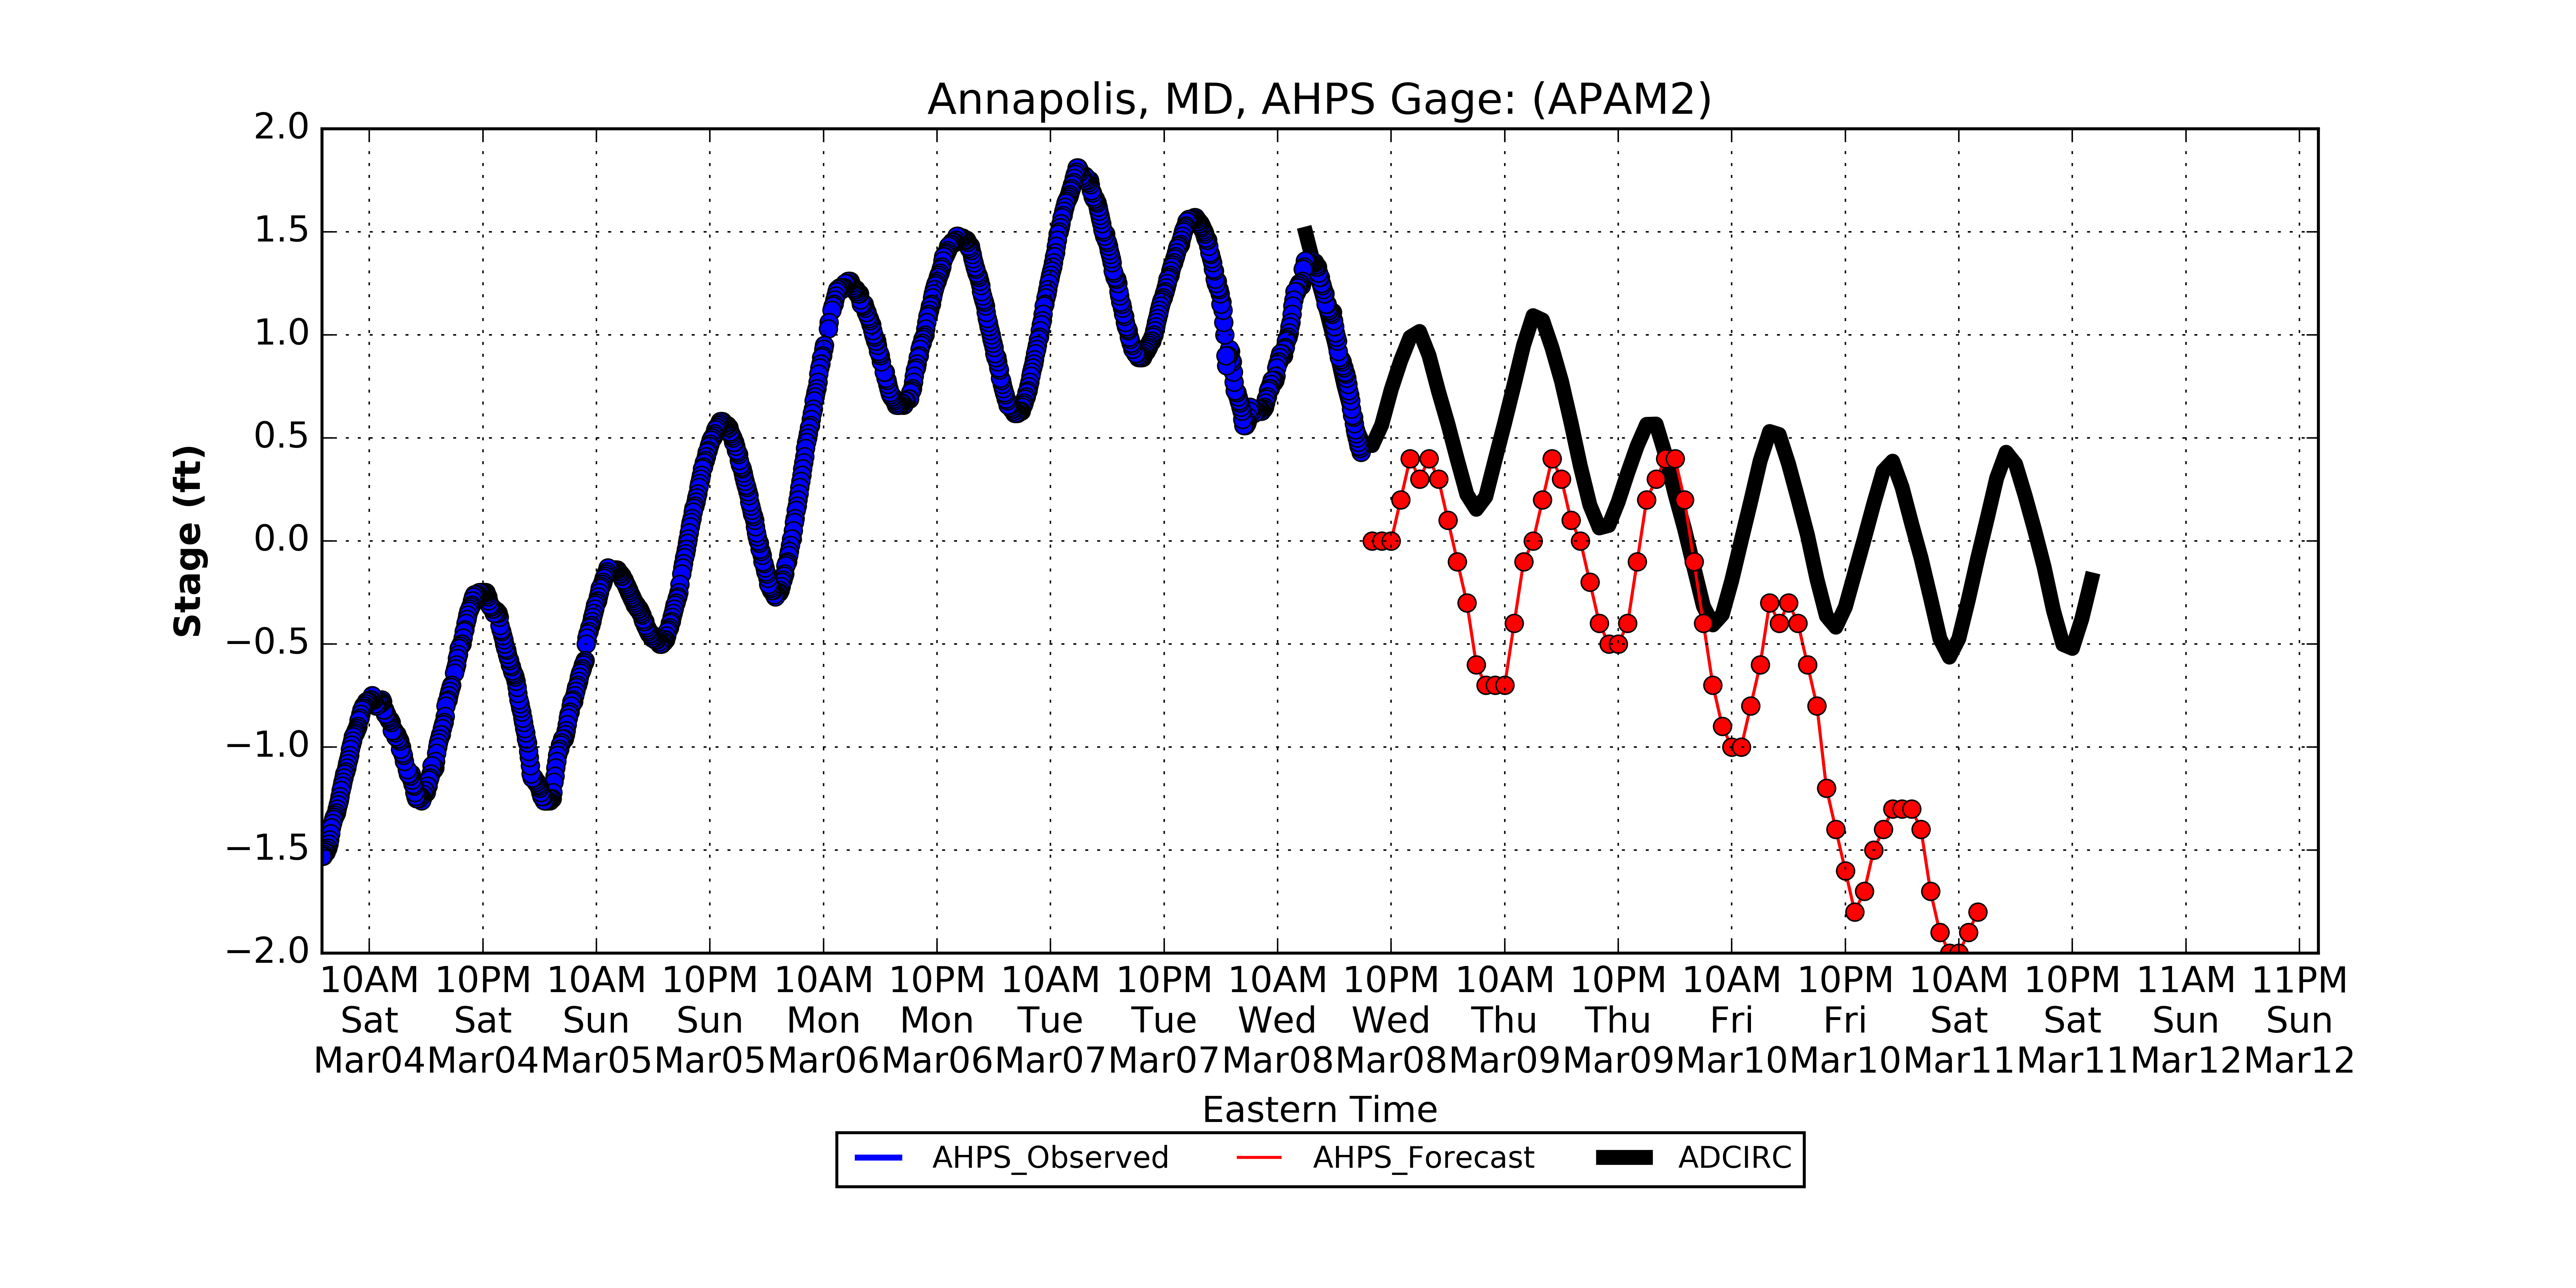 Annapolis, MD, AHPS Gage: (APAM2)
2.0
1.5
1.0
0.5
0.0
−0.5
−1.0
−1.5
−2.0
Stage (ft)
10AM 10PM 10AM 10PM 10AM 10PM 10AM 10PM 10AM 10PM 10AM 10PM 10AM 10PM 10AM 10PM 11AM 11PM
Sat Sat Sun Sun Mon Mon Tue Tue Wed Wed Thu Thu Fri Fri Sat Sat Sun Sun
Mar04 Mar04 Mar05 Mar05 Mar06 Mar06 Mar07 Mar07 Mar08 Mar08 Mar09 Mar09 Mar10 Mar10 Mar11 Mar11 Mar12 Mar12
Eastern Time
AHPS_Observed AHPS_Forecast ADCIRC